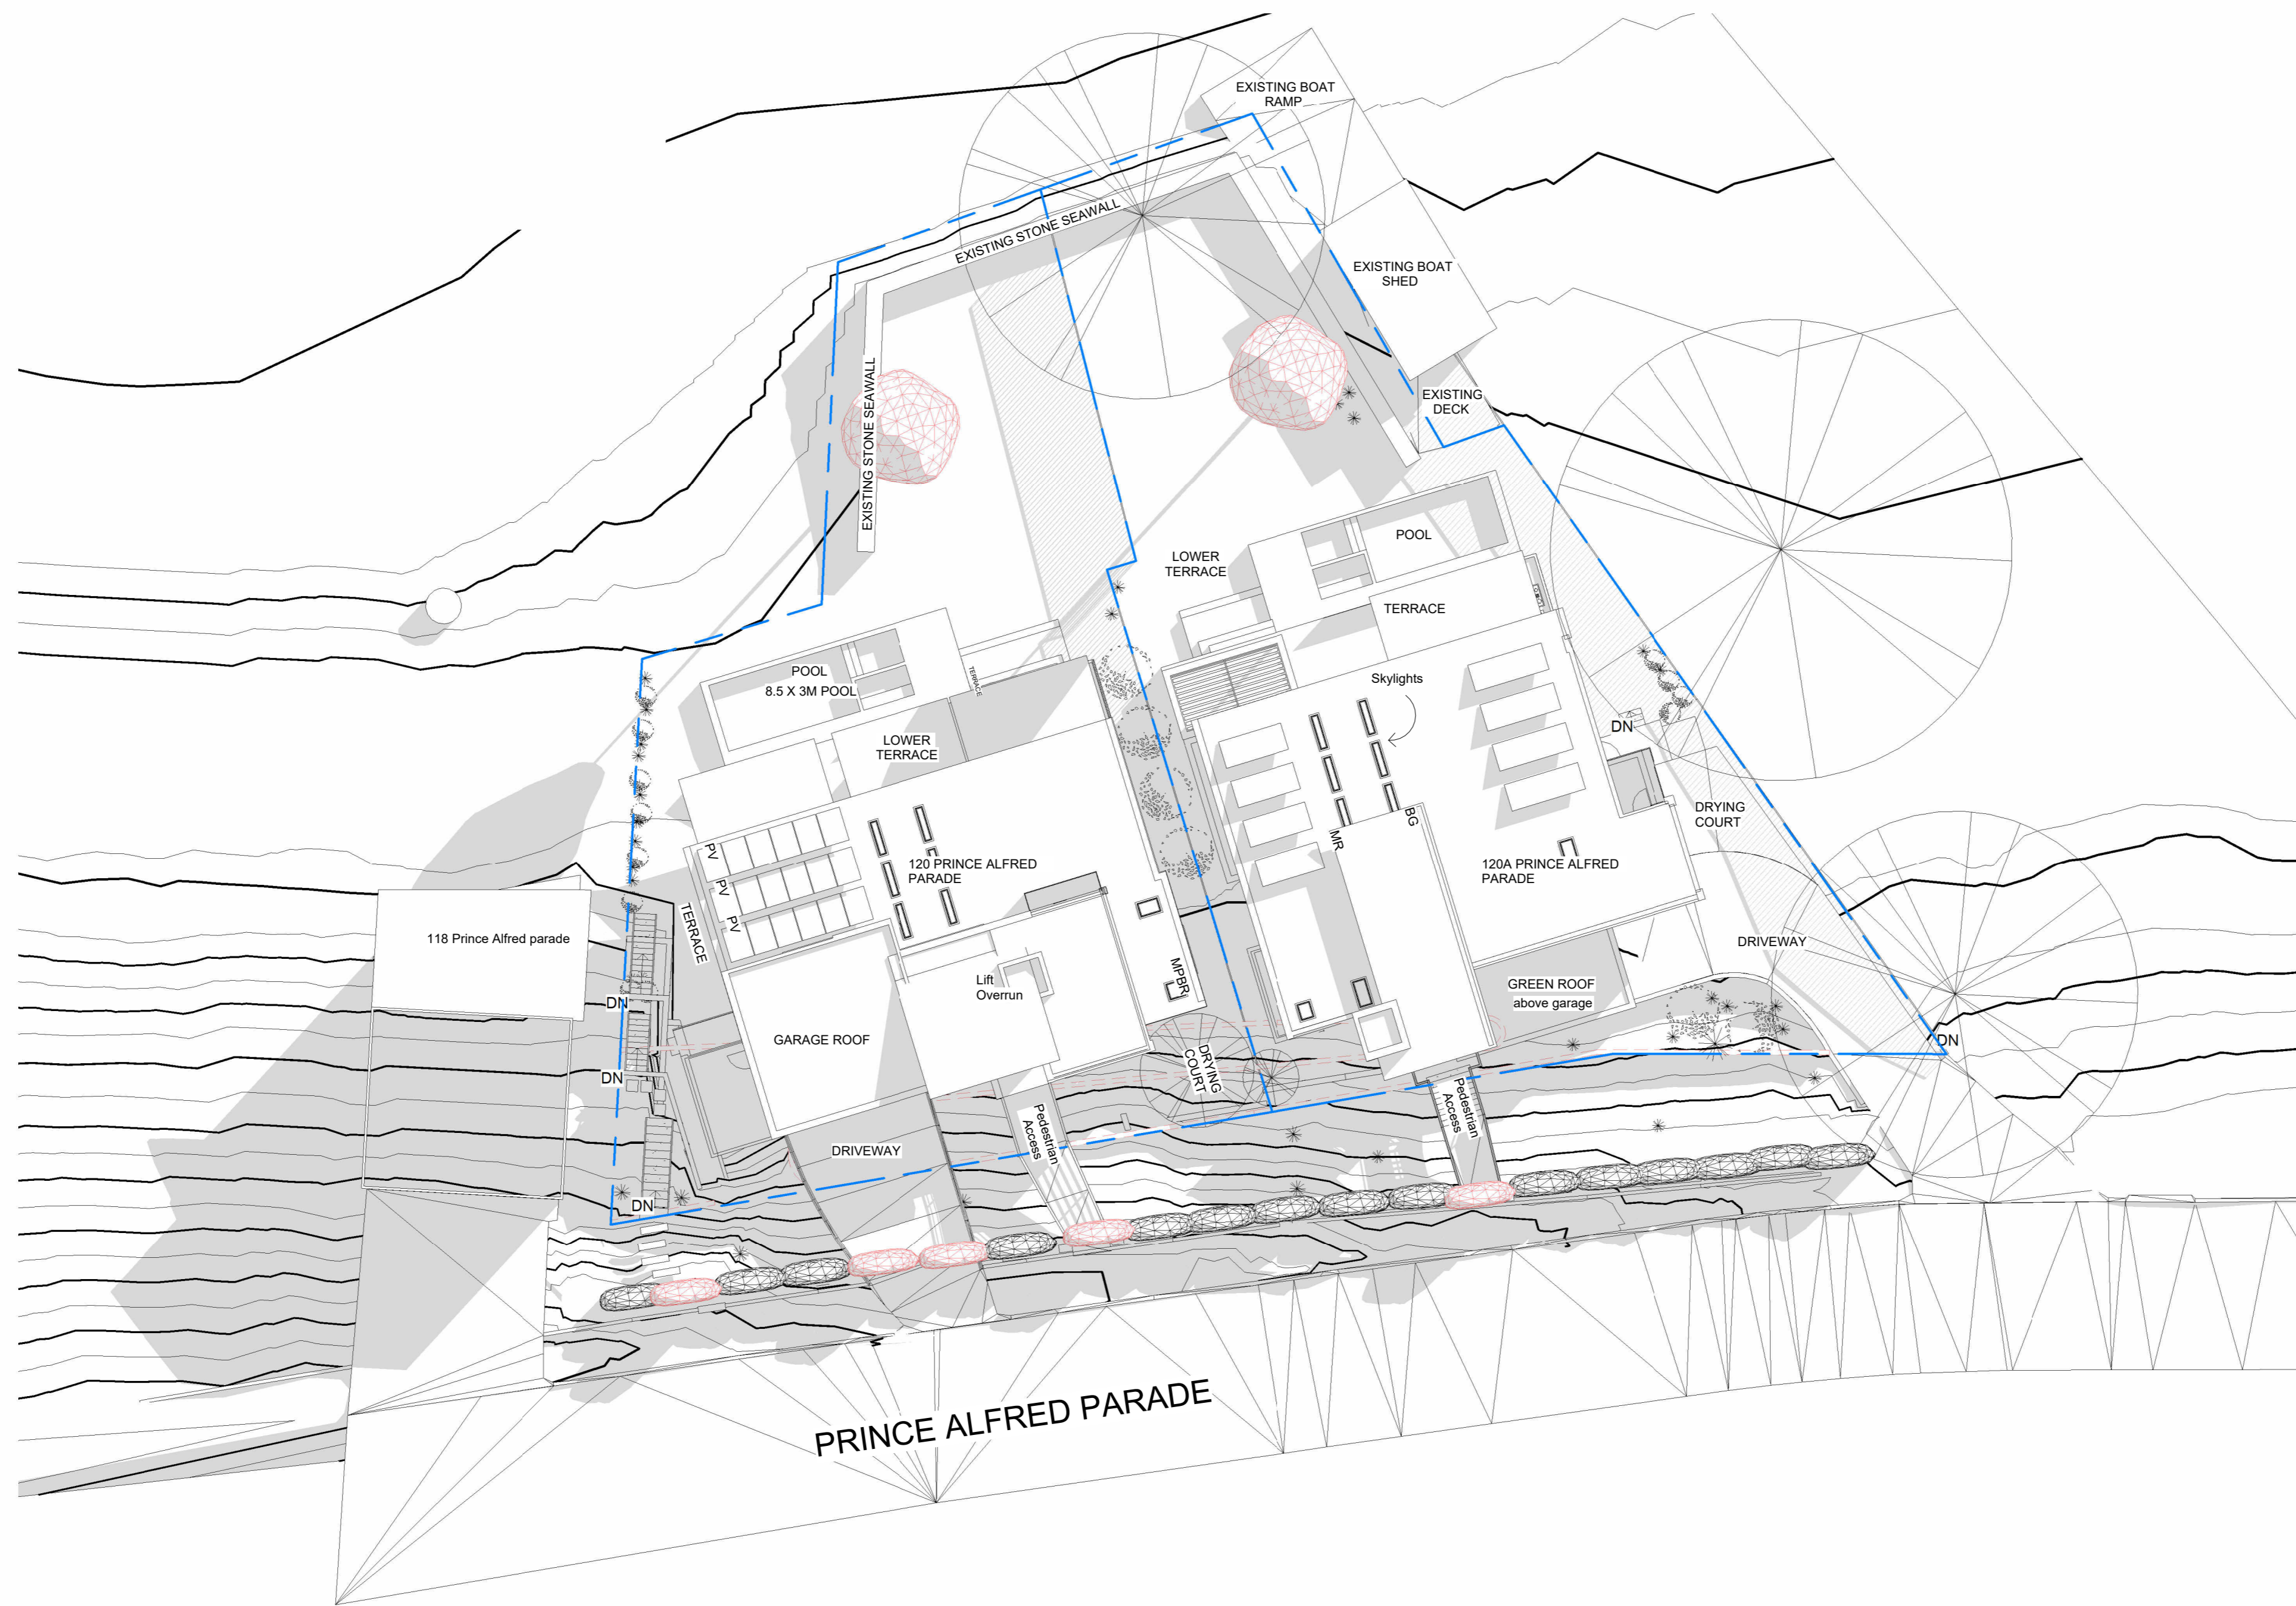 EXISTING BOAT
RAMP
EXISTING STONE SEAWALL
EXISTING BOAT
SHED
EXISTING STONE SEAWALL
EXISTING
DECK
POOL
LOWER
TERRACE
TERRACE
POOL
8.5 X 3M POOL
TERRACE
Skylights
LOWER
TERRACE
DN
DRYING
COURT
BG
MR
120 PRINCE ALFRED
PARADE
120A PRINCE ALFRED
PARADE
PV
PV
PV
TERRACE
118 Prince Alfred parade
DRIVEWAY
MPBR
Lift
Overrun
GREEN ROOF
above garage
DN
GARAGE ROOF
DN
DRYING
COURT
DN
Pedestrian
Access
Pedestrian
Access
DRIVEWAY
DN
PRINCE ALFRED PARADE